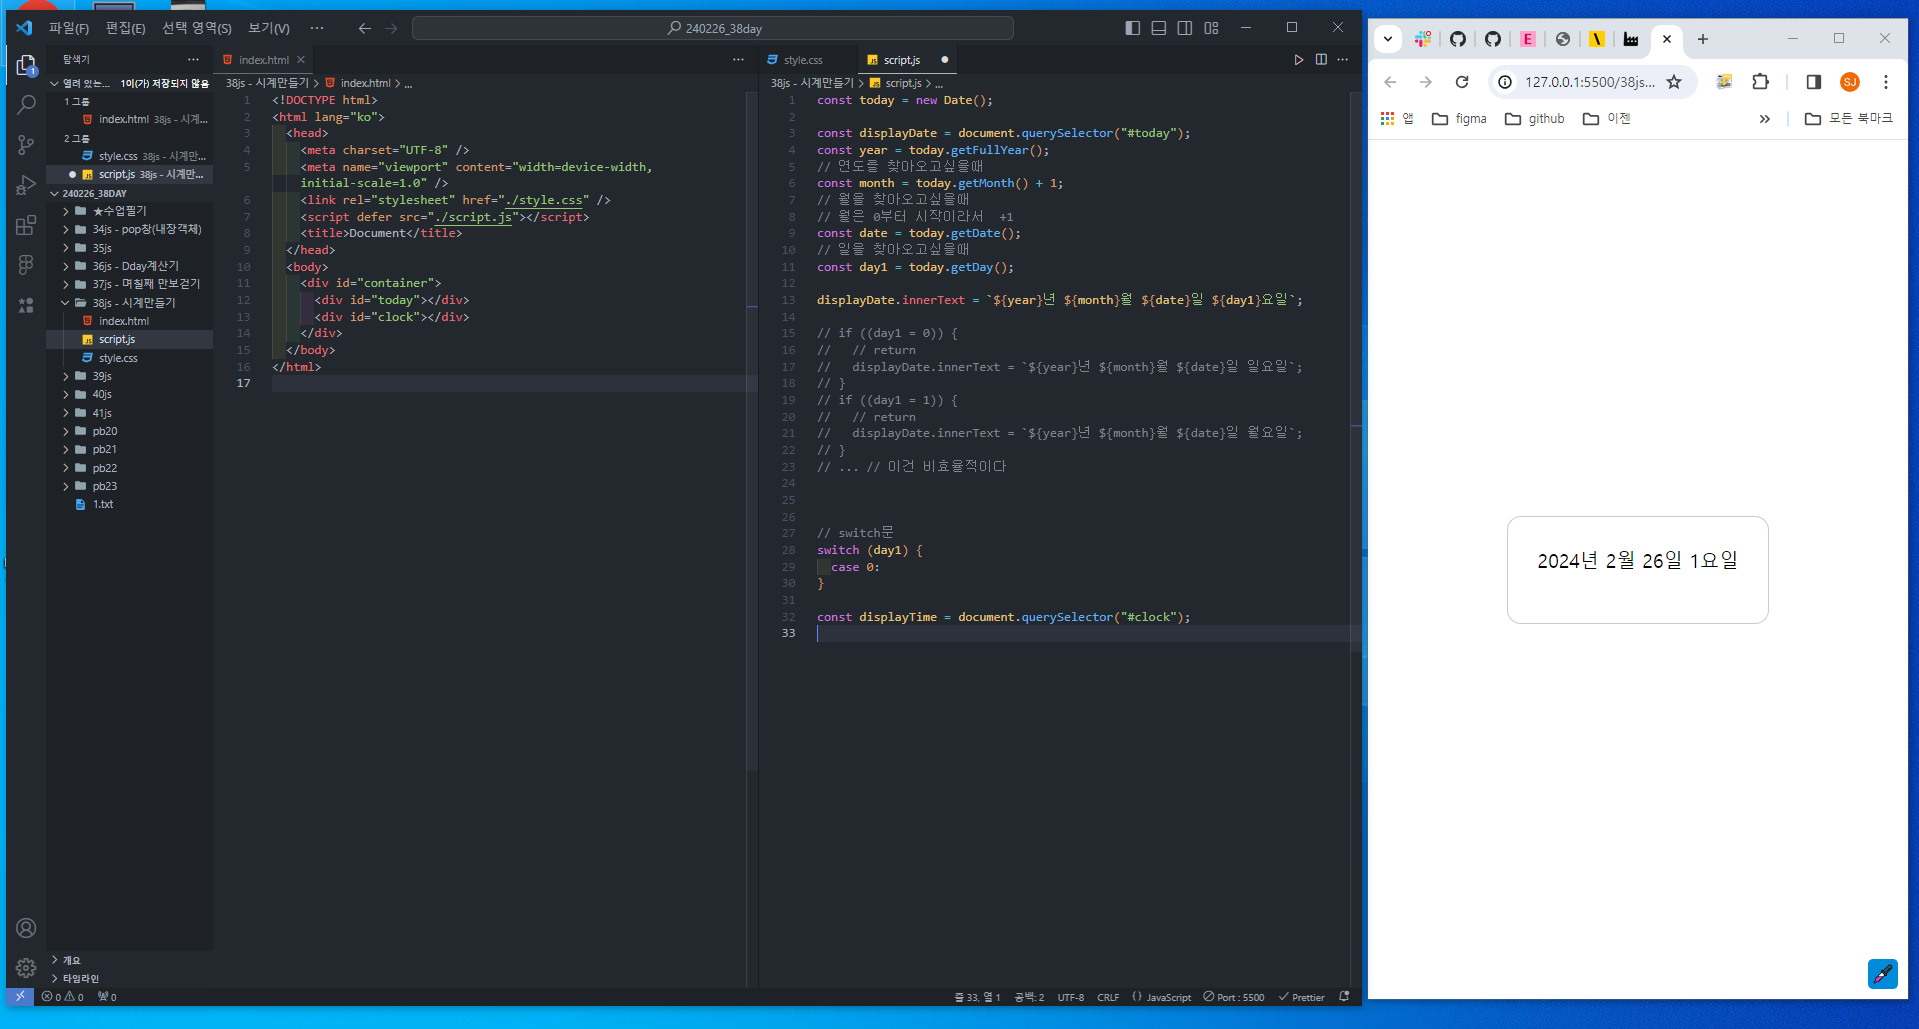 파일(F) 편집(E) 선택 영역(S) 보기(V) ···
240226_38day
탐색기 ···
열려 있는... 1이(가) 저장되지 않음
1 그룹
index.html 38js - 시계만...
2 그룹
style.css 38js - 시계만...
script.js 38js - 시계만...
240226_38DAY
★수업필기
34js - pop창(내장객체)
35js
36js - Dday계산기
37js - 며칠째 만보걷기
38js - 시계만들기
index.html
script.js
style.css
39js
40js
41js
pb20
pb21
pb22
pb23
1.txt
개요
타임라인
index.html
38js - 시계만들기 > index.html > ...
1 <!DOCTYPE html>
2 <html lang="ko">
3 <head>
4 <meta charset="UTF-8" />
5 <meta name="viewport" content="width=device-width,
initial-scale=1.0" />
6 <link rel="stylesheet" href="./style.css" />
7 <script defer src="./script.js"></script>
8 <title>Document</title>
9 </head>
10 <body>
11 <div id="container">
12 <div id="today"></div>
13 <div id="clock"></div>
14 </div>
15 </body>
16 </html>
17
style.css script.js
38js - 시계만들기 > script.js > ...
1 const today = new Date();
2
3 const displayDate = document.querySelector("#today");
4 const year = today.getFullYear();
5 // 연도를 찾아오고싶을때
6 const month = today.getMonth() + 1;
7 // 월을 찾아오고싶을때
8 // 월은 0부터 시작이라서  +1
9 const date = today.getDate();
10 // 일을 찾아오고싶을때
11 const day1 = today.getDay();
12
13 displayDate.innerText = `${year}년 ${month}월 ${date}일 ${day1}요일`;
14
15 // if ((day1 = 0)) {
16 //   // return
17 //   displayDate.innerText = `${year}년 ${month}월 ${date}일 일요일`;
18 // }
19 // if ((day1 = 1)) {
20 //   // return
21 //   displayDate.innerText = `${year}년 ${month}월 ${date}일 월요일`;
22 // }
23 // ... // 이건 비효율적이다
24
25
26
27 // switch문
28 switch (day1) {
29 case 0:
30 }
31
32 const displayTime = document.querySelector("#clock");
33
0 0 0
줄 33, 열 1 공백: 2 UTF-8 CRLF {} JavaScript Port : 5500 Prettier
127.0.0.1:5500/38js... SJ
앱 figma github 이젠 » 모든 북마크
2024년 2월 26일 1요일